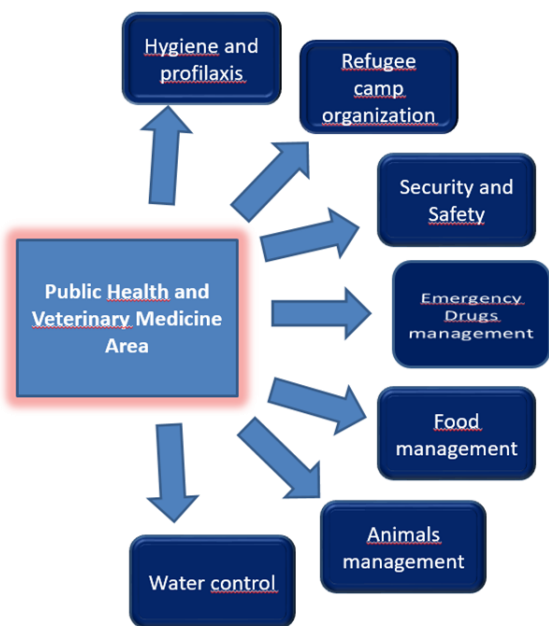 Hygiene and
profilaxis
Refugee
camp
organization
Security and
Safety
Public Health and
Veterinary Medicine
Area
Emergency
Drugs
management
Food
management
Animals
management
Water control